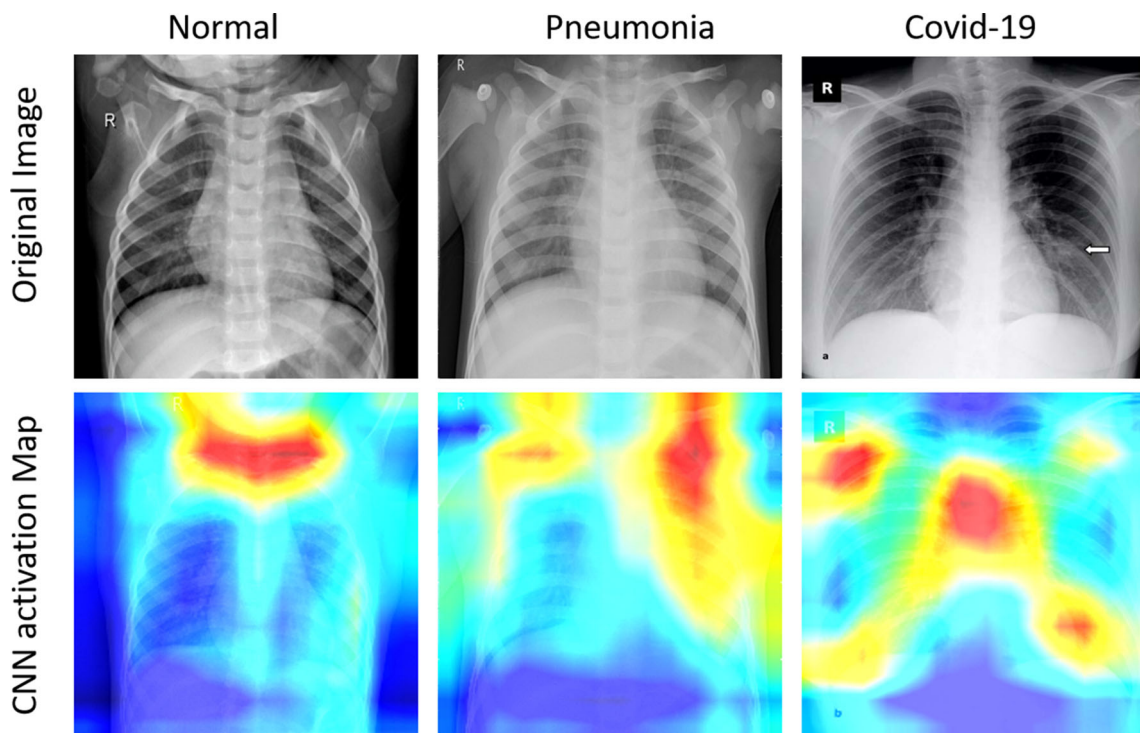 Normal
Pneumonia
Covid-19
Original Image
R
R
R
a
CNN activation Map
R
R
R
b